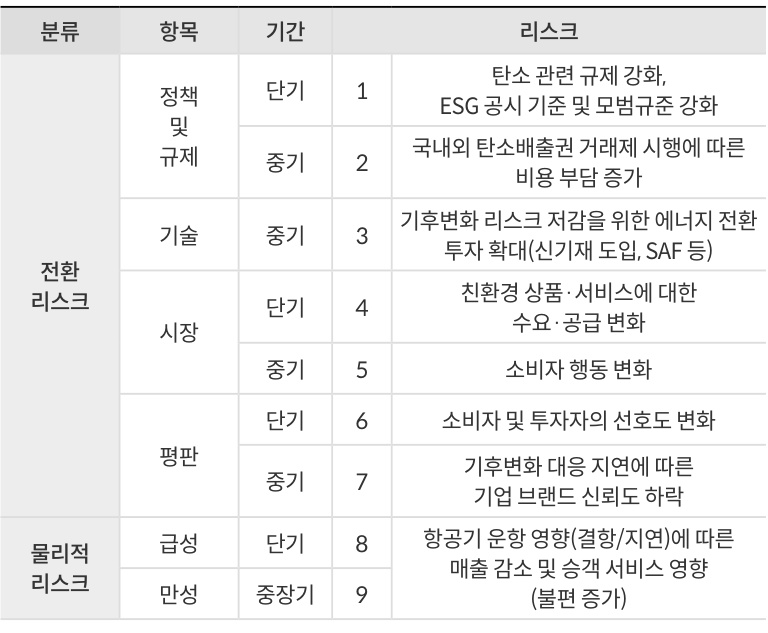 분류 항목 기간 리스크
전환
리스크
정책
및
규제
단기 1 탄소 관련 규제 강화,
ESG 공시 기준 및 모범규준 강화
중기 2 국내외 탄소배출권 거래제 시행에 따른
비용 부담 증가
기술 중기 3 기후변화 리스크 저감을 위한 에너지 전환
투자 확대(신기재 도입, SAF 등)
시장
단기 4 친환경 상품·서비스에 대한
수요·공급 변화
중기 5 소비자 행동 변화
평판
단기 6 소비자 및 투자자의 선호도 변화
중기 7 기후변화 대응 지연에 따른
기업 브랜드 신뢰도 하락
물리적
리스크
급성 단기 8
만성 중장기 9
항공기 운항 영향(결항/지연)에 따른
매출 감소 및 승객 서비스 영향
(불편 증가)